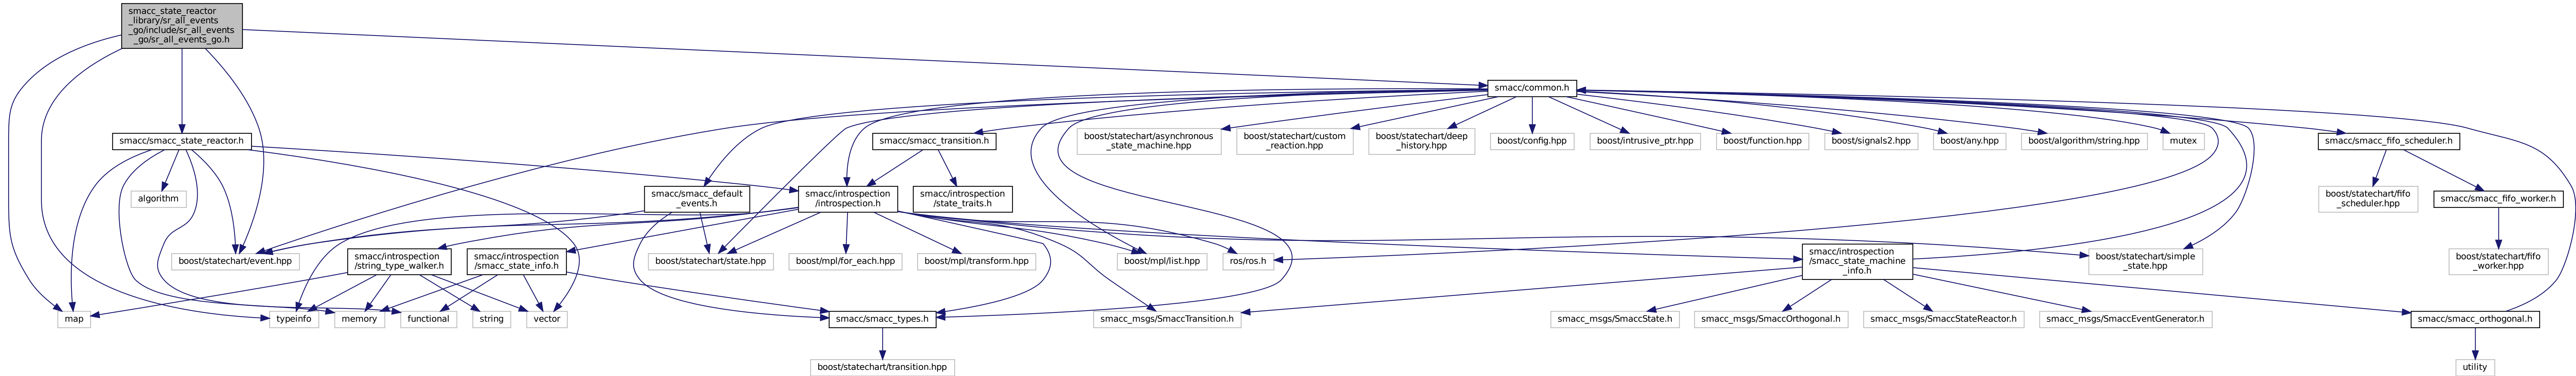 smacc_state_reactor
_library/sr_all_events
_go/include/sr_all_events
_go/sr_all_events_go.h
smacc/common.h
smacc/smacc_state_reactor.h
smacc/smacc_transition.h
boost/statechart/asynchronous
_state_machine.hpp
boost/statechart/custom
_reaction.hpp
boost/statechart/deep
_history.hpp
boost/config.hpp
boost/intrusive_ptr.hpp
boost/function.hpp
boost/signals2.hpp
boost/any.hpp
boost/algorithm/string.hpp
mutex
smacc/smacc_fifo_scheduler.h
algorithm
smacc/smacc_default
_events.h
smacc/introspection
/introspection.h
smacc/introspection
/state_traits.h
boost/statechart/fifo
_scheduler.hpp
smacc/smacc_fifo_worker.h
boost/statechart/event.hpp
smacc/introspection
/string_type_walker.h
smacc/introspection
/smacc_state_info.h
boost/statechart/state.hpp
boost/mpl/for_each.hpp
boost/mpl/transform.hpp
boost/mpl/list.hpp
ros/ros.h
smacc/introspection
/smacc_state_machine
_info.h
boost/statechart/simple
_state.hpp
boost/statechart/fifo
_worker.hpp
map
typeinfo
memory
functional
string
vector
smacc/smacc_types.h
smacc_msgs/SmaccTransition.h
smacc_msgs/SmaccState.h
smacc_msgs/SmaccOrthogonal.h
smacc_msgs/SmaccStateReactor.h
smacc_msgs/SmaccEventGenerator.h
smacc/smacc_orthogonal.h
boost/statechart/transition.hpp
utility